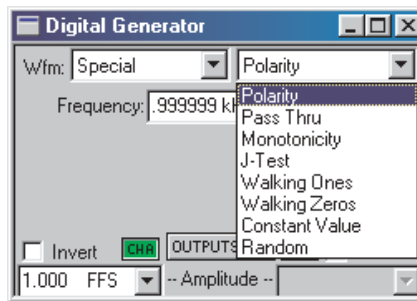 Digital Generator
Wfm: Special Polarity
Frequency: .999999
Polarity
Pass Thru
Monotonicity
J-Test
Walking Ones
Walking Zeros
Constant Value
Random
Invert CHA OUTPUTS
1.000 FFS -- Amplitude --